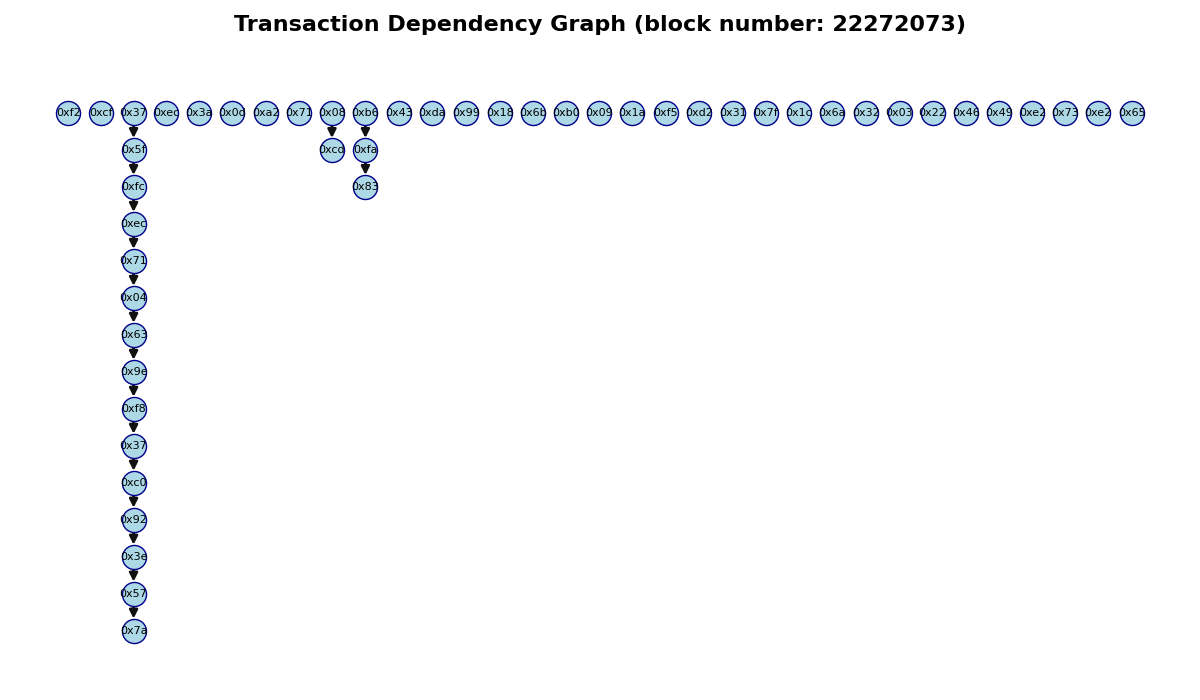 Transaction Dependency Graph (block number: 22272073)
0xf2 0xcf 0x37 0xec 0x3a 0x0d 0xa2 0x71 0x08 0xb6 0x43 0xda 0x99 0x18 0x6b 0xb0 0x09 0x1a 0xf5 0xd2 0x31 0x7f 0x1c 0x6a 0x32 0x03 0x22 0x46 0x49 0xe2 0x73 0xe2 0x65
0x5f 0xcd 0xfa
0xfc 0x83
0xec
0x71
0x04
0x63
0x9e
0xf8
0x37
0xc0
0x92
0x3e
0x57
0x7a